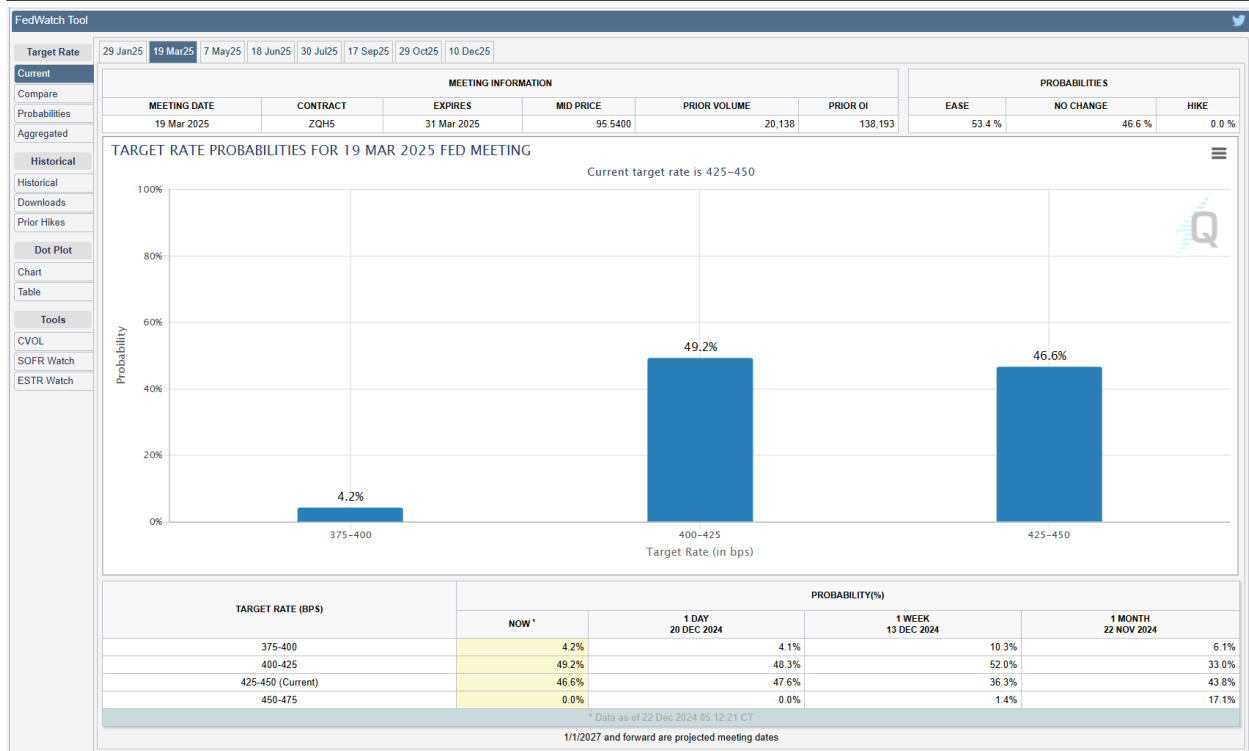 FedWatch Tool
Target Rate
Current
Compare
Probabilities
Aggregated
Historical
Historical
Downloads
Prior Hikes
Dot Plot
Chart
Table
Tools
CVOL
SOFR Watch
ESTR Watch
29 Jan25 19 Mar25 7 May25 18 Jun25 30 Jul25 17 Sep25 29 Oct25 10 Dec25
MEETING INFORMATION
MEETING DATE CONTRACT EXPIRES MID PRICE PRIOR VOLUME PRIOR OI
19 Mar 2025 ZQH5 31 Mar 2025 95.5400 20,138 138,193
PROBABILITIES
EASE NO CHANGE HIKE
53.4 % 46.6 % 0.0 %
TARGET RATE PROBABILITIES FOR 19 MAR 2025 FED MEETING
Current target rate is 425-450
Q
Probability
100%
80%
60%
40%
20%
0%
4.2%
49.2%
46.6%
375-400 400-425 425-450
Target Rate (in bps)
TARGET RATE (BPS) PROBABILITY(%)
NOW * 1 DAY 20 DEC 2024 1 WEEK 13 DEC 2024 1 MONTH 22 NOV 2024
375-400 4.2% 4.1% 10.3% 6.1%
400-425 49.2% 48.3% 52.0% 33.0%
425-450 (Current) 46.6% 47.6% 36.3% 43.8%
450-475 0.0% 0.0% 1.4% 17.1%
* Data as of 22 Dec 2024 05:12:21 CT
1/1/2027 and forward are projected meeting dates